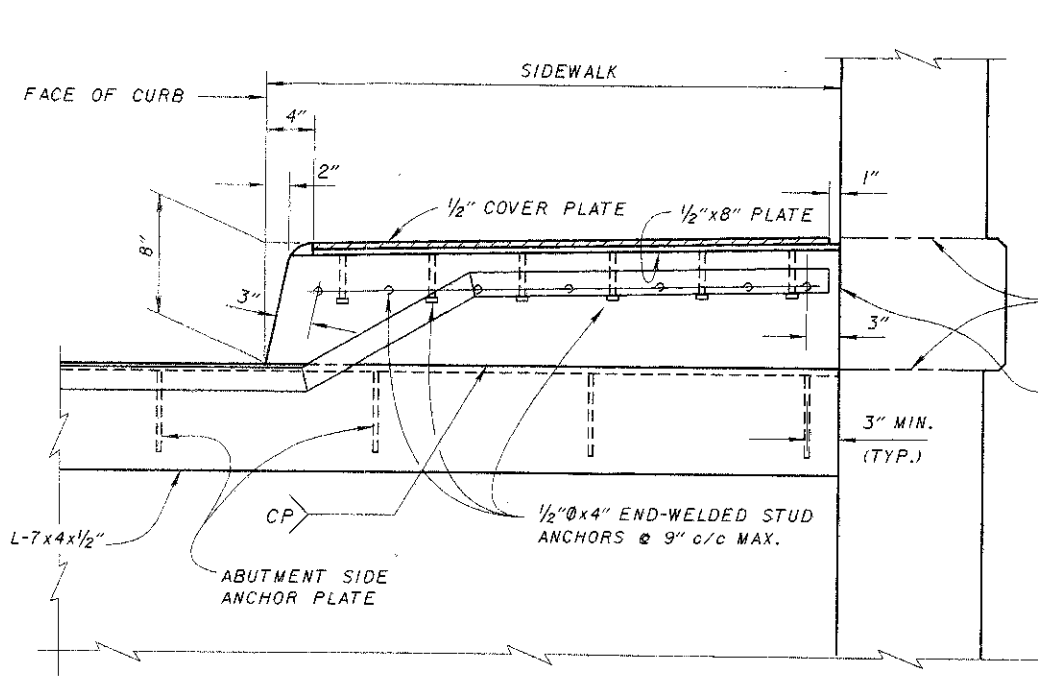 SIDEWALK
FACE OF CURB
4"
2"
1"
1/2" COVER PLATE
1/2"x8" PLATE
8"
3"
3"
3" MIN.
(TYP.)
CP
1/2"Øx4" END-WELDED STUD
ANCHORS @ 9" c/c MAX.
L-7x4x1/2"
ABUTMENT SIDE
ANCHOR PLATE